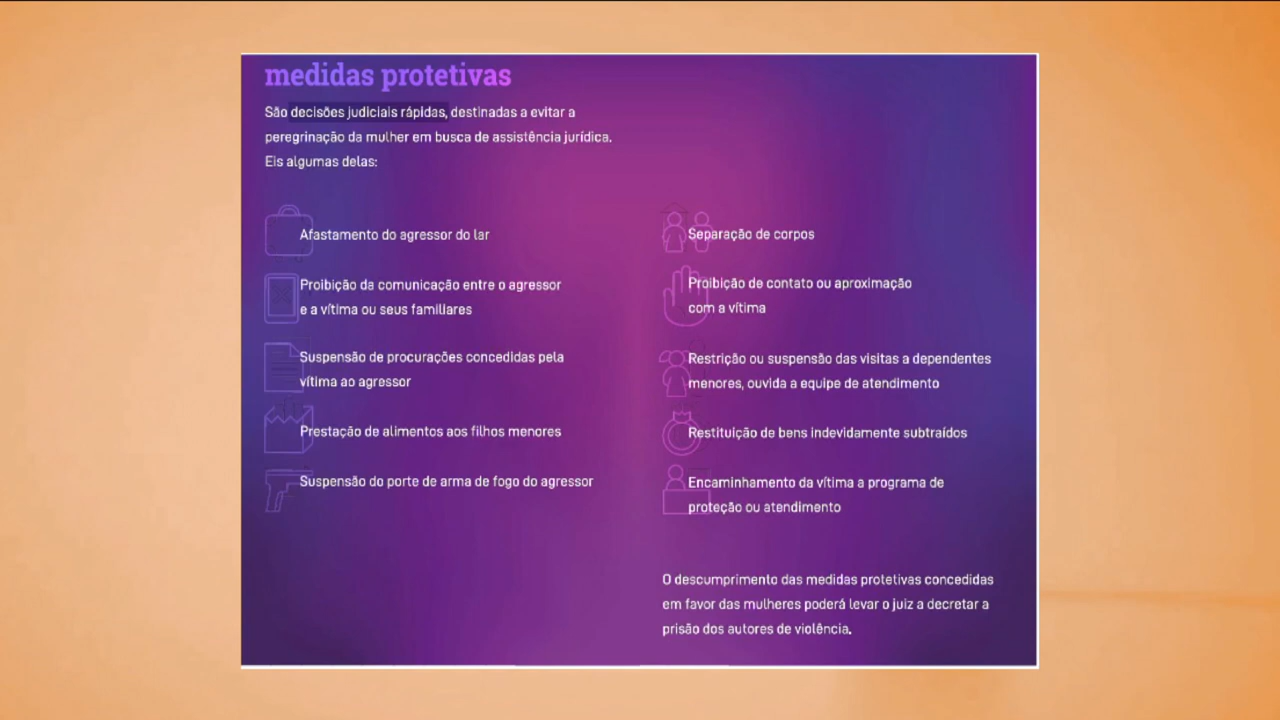 medidas protetivas
São decisões judiciais rápidas, destinadas a evitar a
peregrinação da mulher em busca de assistência jurídica.
Eis algumas delas:
Afastamento do agressor do lar
Proibição da comunicação entre o agressor
e a vítima ou seus familiares
Suspensão de procurações concedidas pela
vítima ao agressor
Prestação de alimentos aos filhos menores
Suspensão do porte de arma de fogo do agressor
Separação de corpos
Proibição de contato ou aproximação
com a vítima
Restrição ou suspensão das visitas a dependentes
menores, ouvida a equipe de atendimento
Restituição de bens indevidamente subtraídos
Encaminhamento da vítima a programa de
proteção ou atendimento
O descumprimento das medidas protetivas concedidas
em favor das mulheres poderá levar o juiz a decretar a
prisão dos autores de violência.